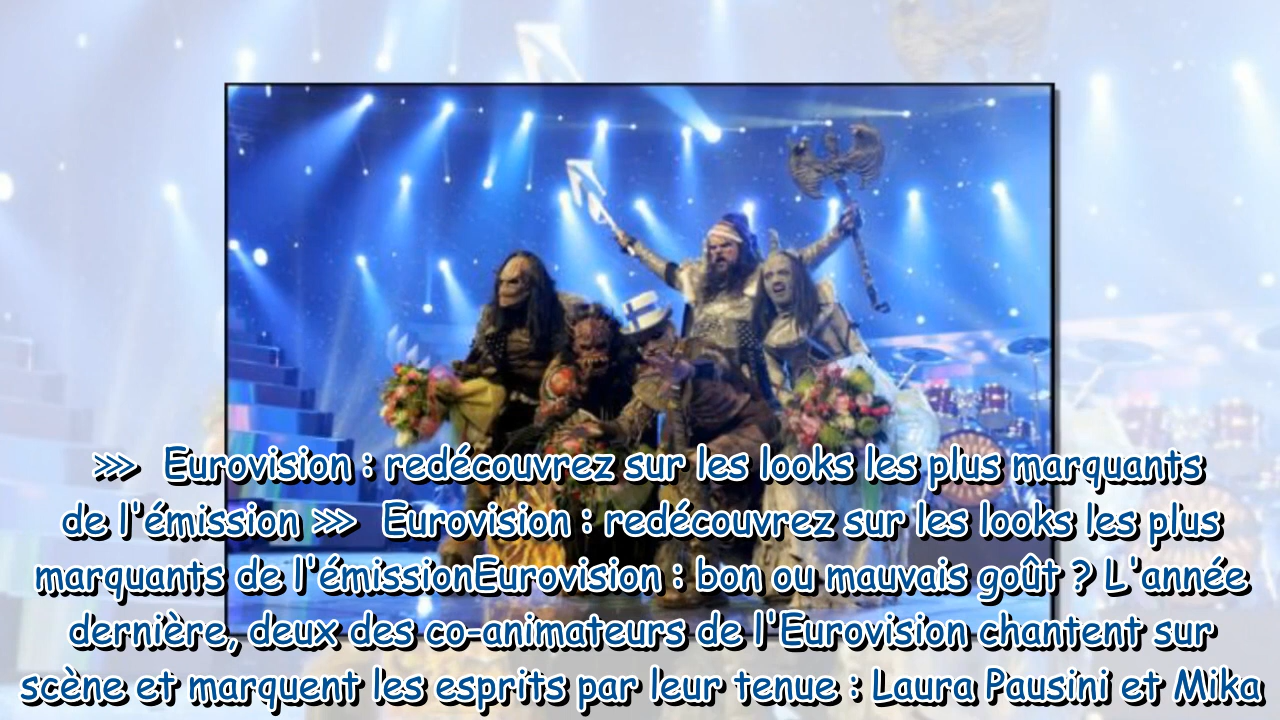 >>> Eurovision : redécouvrez sur les looks les plus marquants
de l'émission >>> Eurovision : redécouvrez sur les looks les plus
marquants de l'émissionEurovision : bon ou mauvais goût ? L'année
dernière, deux des co-animateurs de l'Eurovision chantent sur
scène et marquent les esprits par leur tenue : Laura Pausini et Mika